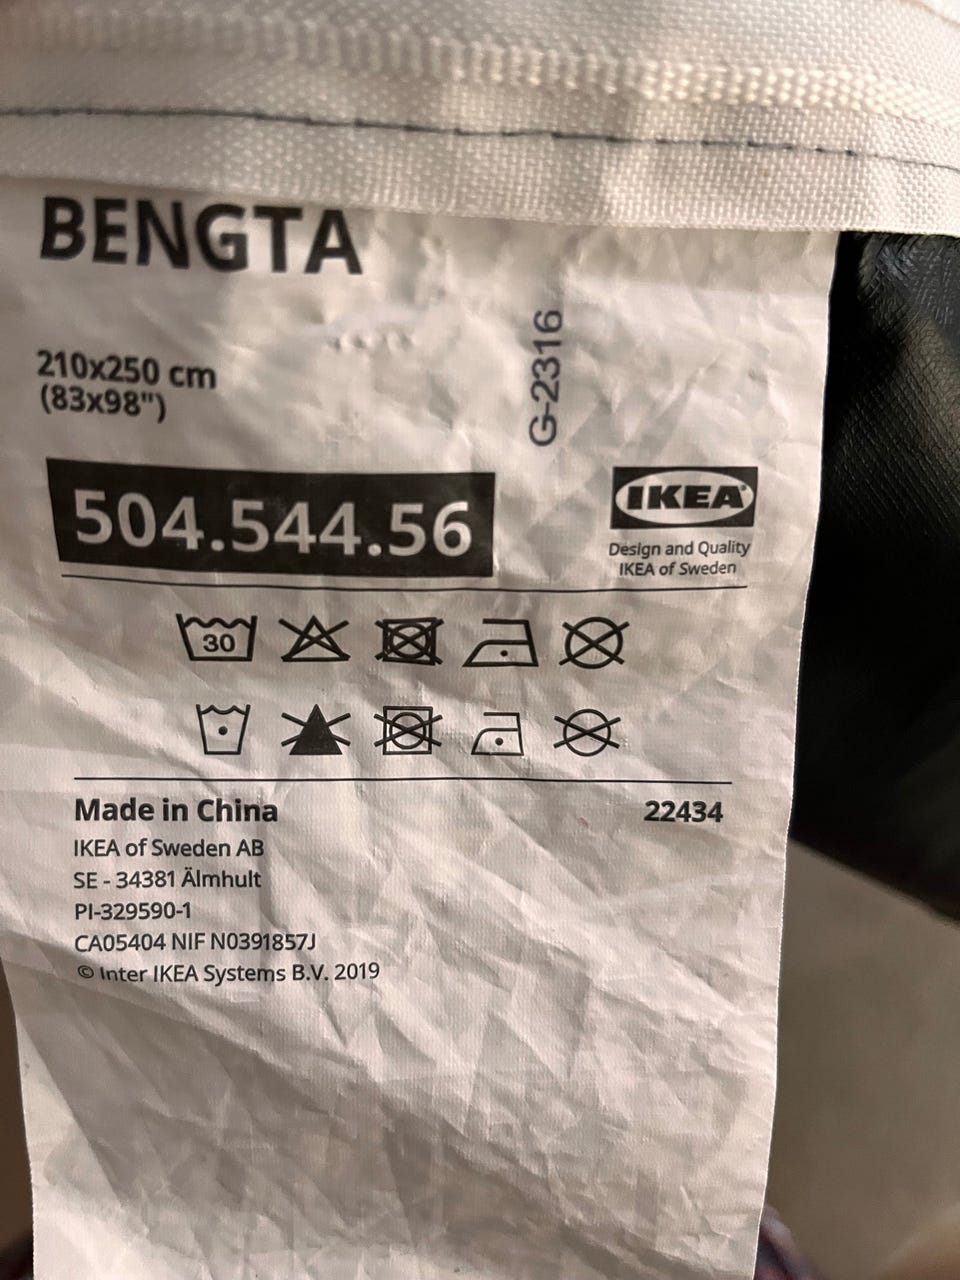 BENGTA
210x250 cm
(83x98")
G-2316
504.544.56
IKEA®
Design and Quality
IKEA of Sweden
30
Made in China
22434
IKEA of Sweden AB
SE - 34381 Älmhult
PI-329590-1
CA05404 NIF N0391857J
© Inter IKEA Systems B.V. 2019